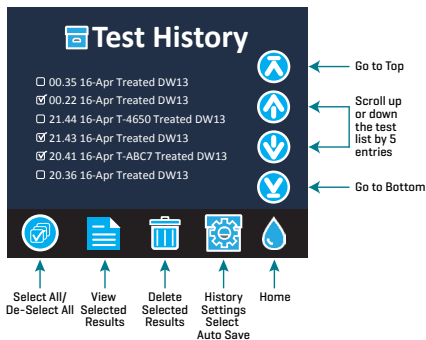 Test History
00.35 16-Apr Treated DW13
00.22 16-Apr Treated DW13
21.44 16-Apr T-4650 Treated DW13
21.43 16-Apr Treated DW13
20.41 16-Apr T-ABC7 Treated DW13
20.36 16-Apr Treated DW13
Go to Top
Scroll up
or down
the test
list by 5
entries
Go to Bottom
Select All/
De-Select All
View
Selected
Results
Delete
Selected
Results
History
Settings
Select
Auto Save
Home